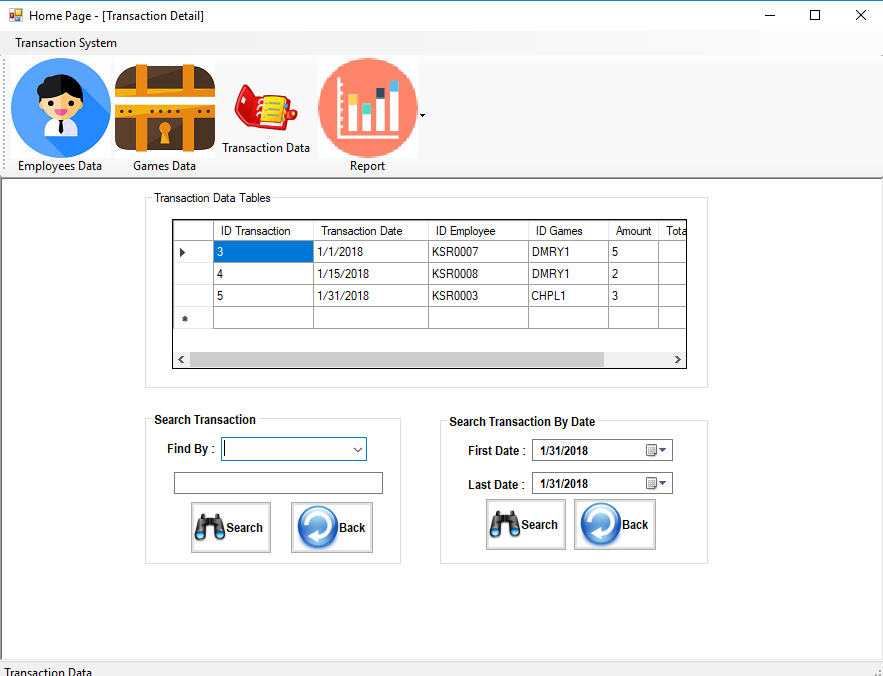 Home Page - [Transaction Detail]
Transaction System
Transaction Data
Employees Data Games Data Report
Transaction Data Tables
ID Transaction Transaction Date ID Employee ID Games Amount Tota
3 1/1/2018 KSR0007 DMRY1 5
4 1/15/2018 KSR0008 DMRY1 2
5 1/31/2018 KSR0003 CHPL1 3
Search Transaction
Find By :
Search Back
Search Transaction By Date
First Date : 1/31/2018
Last Date : 1/31/2018
Search Back
Transaction Data